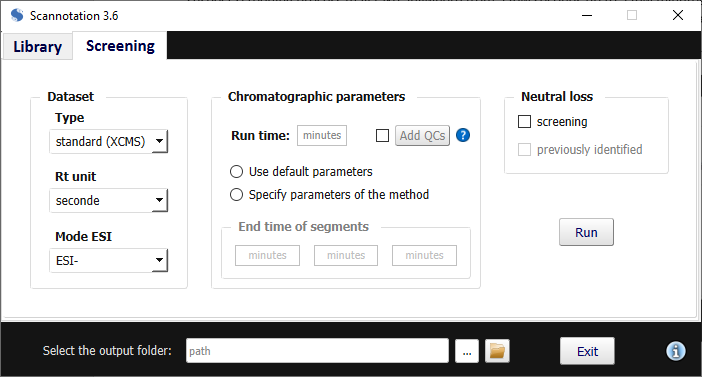 Scannotation 3.6
Library
Screening
Dataset
Type
standard (XCMS)
Rt unit
seconde
Mode ESI
ESI-
Chromatographic parameters
Run time: minutes Add QCs ?
Use default parameters
Specify parameters of the method
End time of segments
minutes minutes minutes
Neutral loss
screening
previously identified
Run
Select the output folder: path ... Exit i